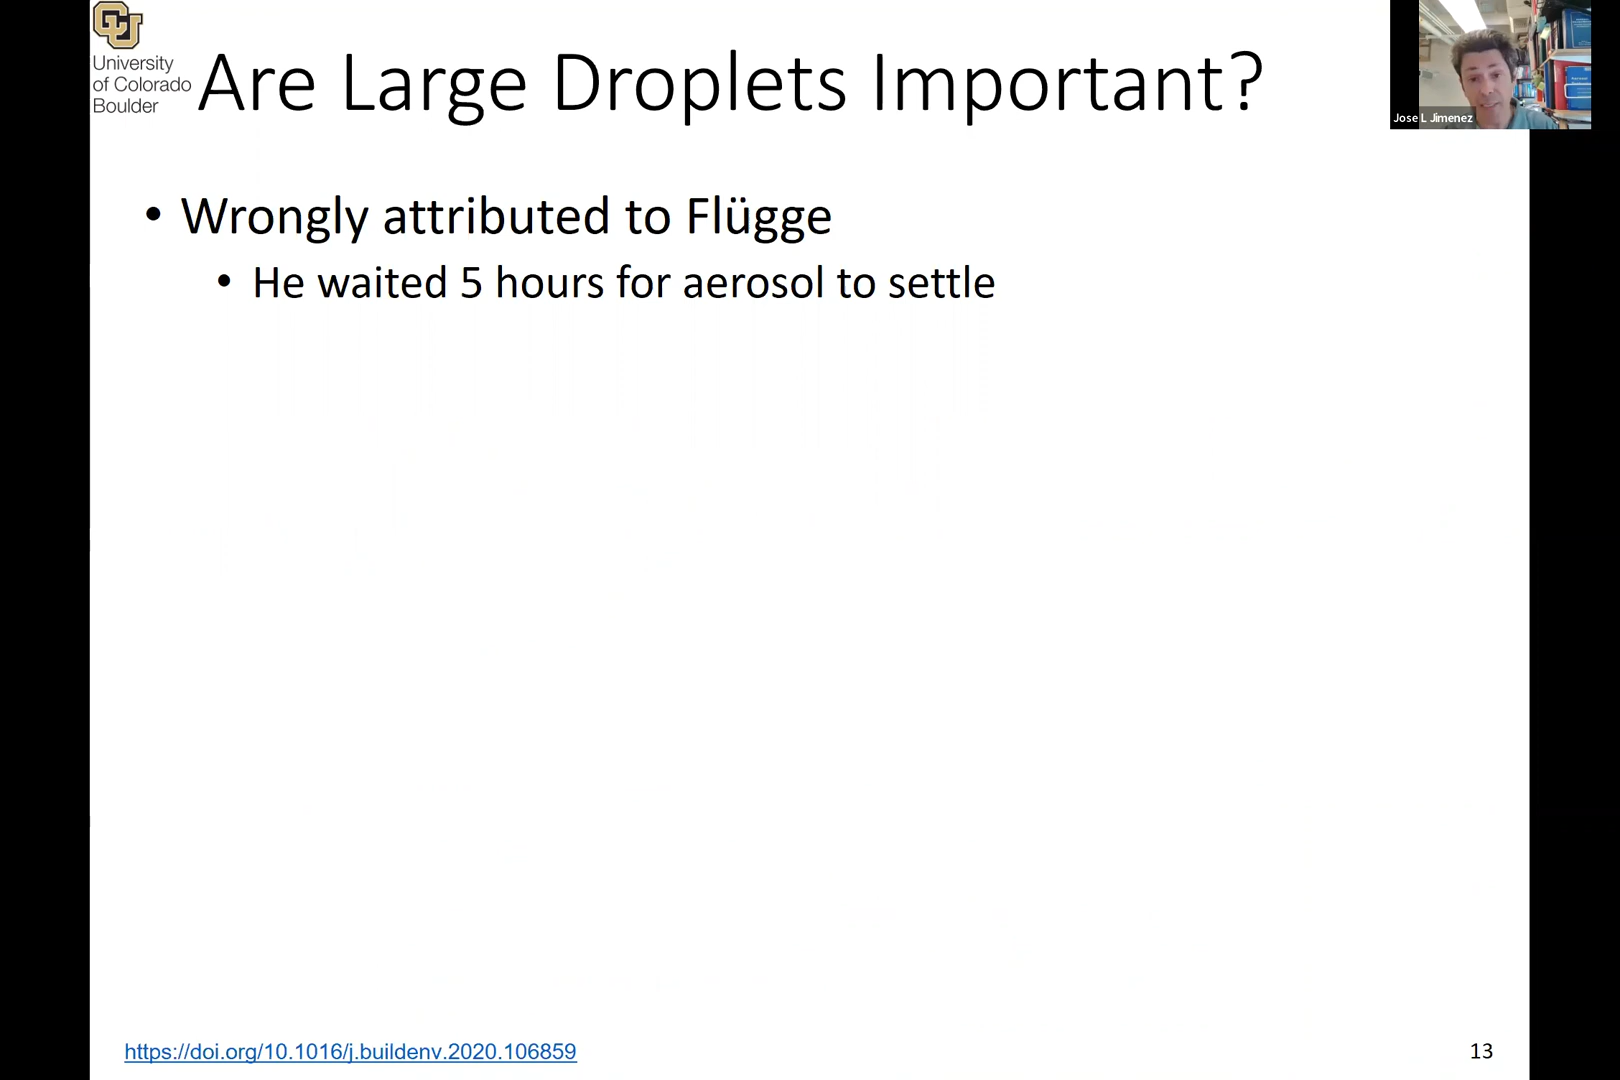 University
of Colorado
Boulder
Are Large Droplets Important?
Jose L Jimenez
• Wrongly attributed to Flügge
• He waited 5 hours for aerosol to settle
https://doi.org/10.1016/j.buildenv.2020.106859
13